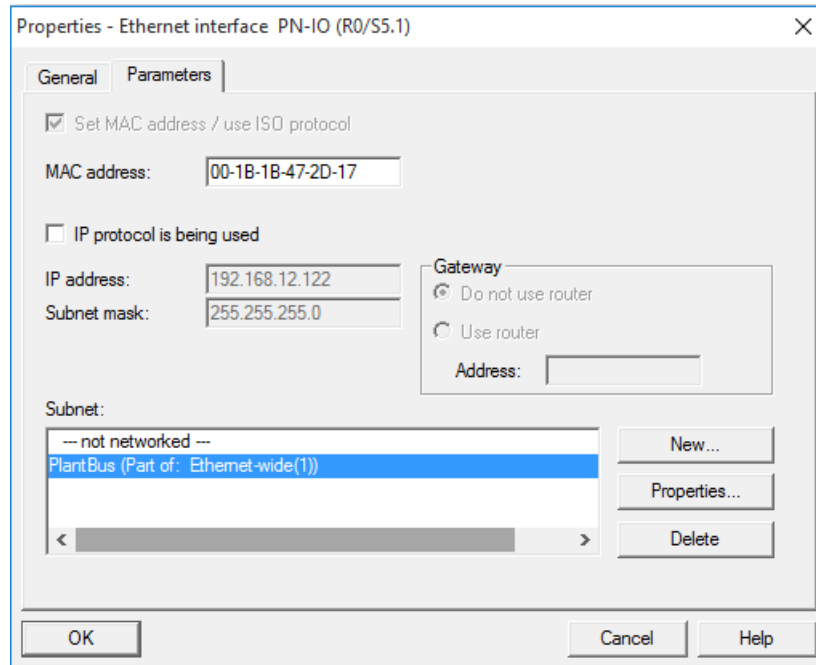 Properties - Ethernet interface PN-IO (R0/S5.1)
General Parameters
Set MAC address / use ISO protocol
MAC address: 00-1B-1B-47-2D-17
IP protocol is being used
IP address: 192.168.12.122
Subnet mask: 255.255.255.0
Gateway
Do not use router
Use router
Address:
Subnet:
--- not networked ---
PlantBus (Part of: Ethernet-wide(1))
New...
Properties...
Delete
OK Cancel Help